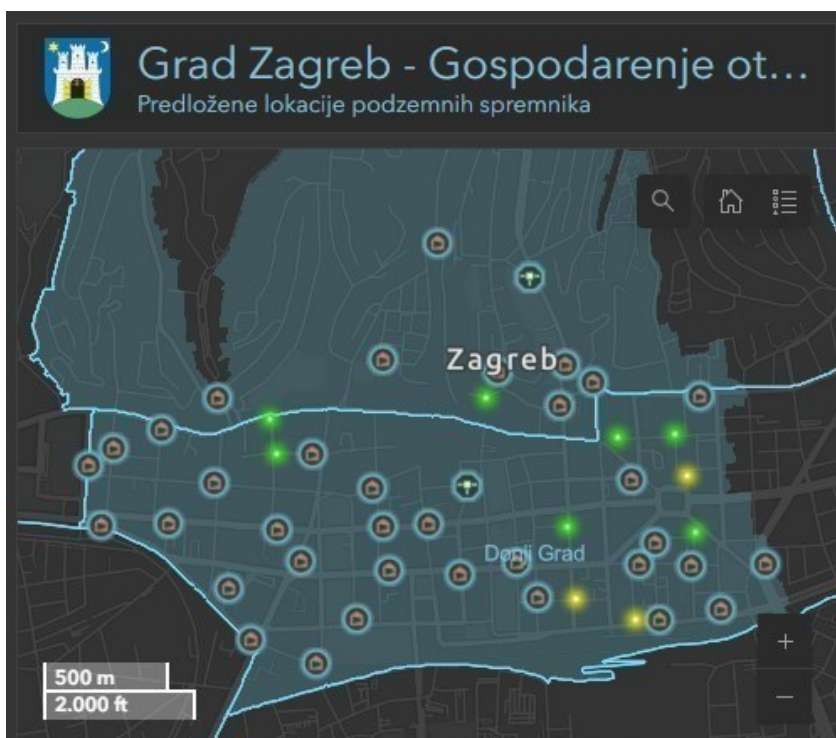 Grad Zagreb - Gospodarenje ot...
Predložene lokacije podzemnih spremnika
Zagreb
Donji Grad
500 m
2.000 ft